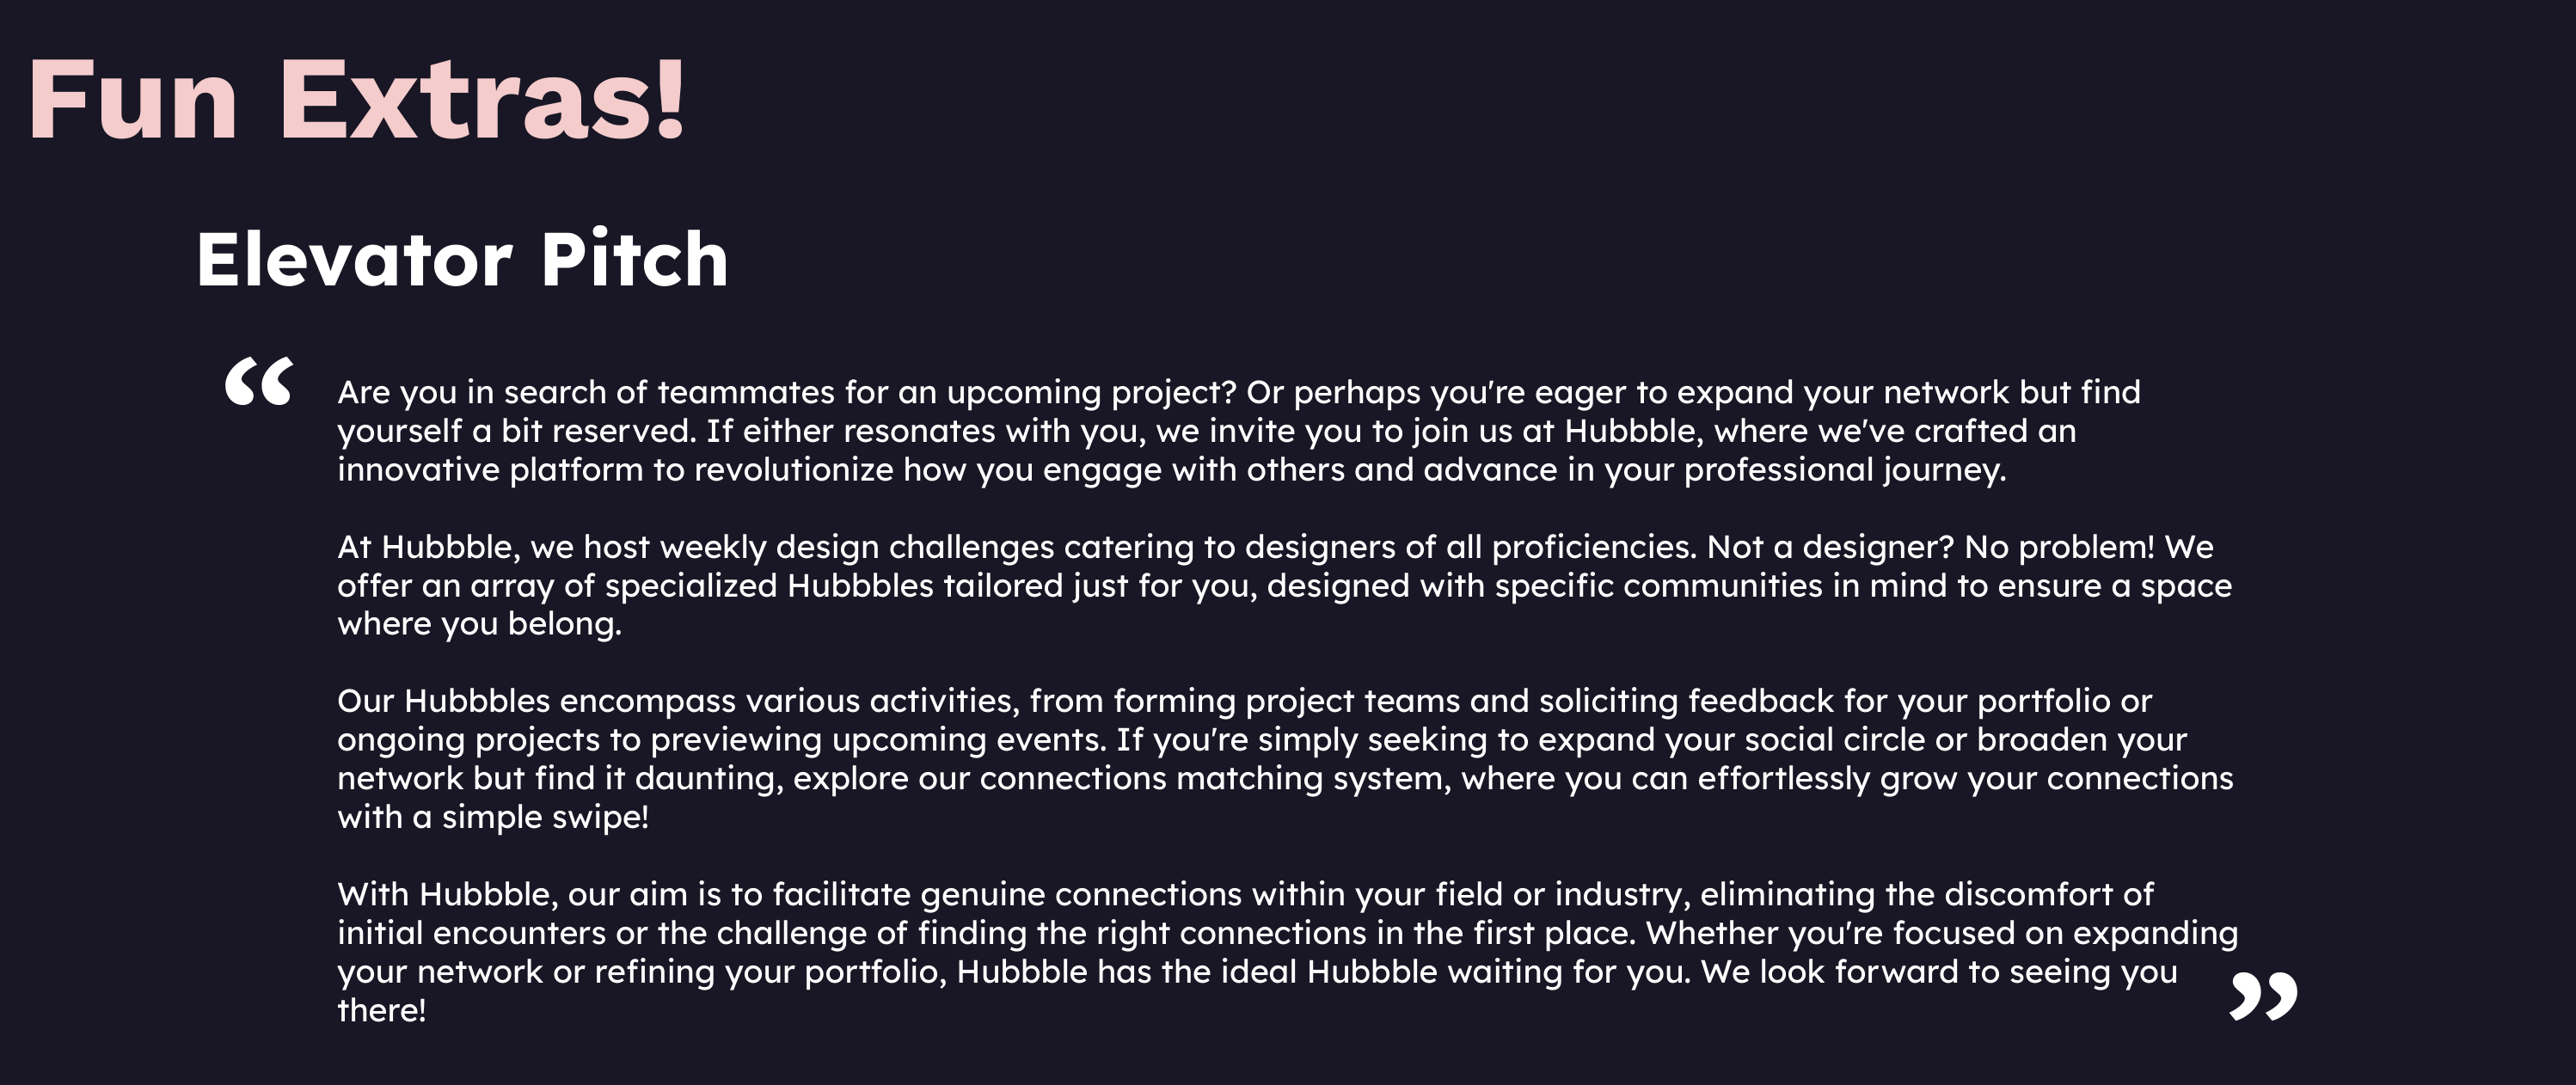 Fun Extras!
Elevator Pitch
“
Are you in search of teammates for an upcoming project? Or perhaps you're eager to expand your network but find
yourself a bit reserved. If either resonates with you, we invite you to join us at Hubbble, where we've crafted an
innovative platform to revolutionize how you engage with others and advance in your professional journey.
At Hubbble, we host weekly design challenges catering to designers of all proficiencies. Not a designer? No problem! We
offer an array of specialized Hubbbles tailored just for you, designed with specific communities in mind to ensure a space
where you belong.
Our Hubbbles encompass various activities, from forming project teams and soliciting feedback for your portfolio or
ongoing projects to previewing upcoming events. If you're simply seeking to expand your social circle or broaden your
network but find it daunting, explore our connections matching system, where you can effortlessly grow your connections
with a simple swipe!
With Hubbble, our aim is to facilitate genuine connections within your field or industry, eliminating the discomfort of
initial encounters or the challenge of finding the right connections in the first place. Whether you're focused on expanding
your network or refining your portfolio, Hubbble has the ideal Hubbble waiting for you. We look forward to seeing you
there!
”